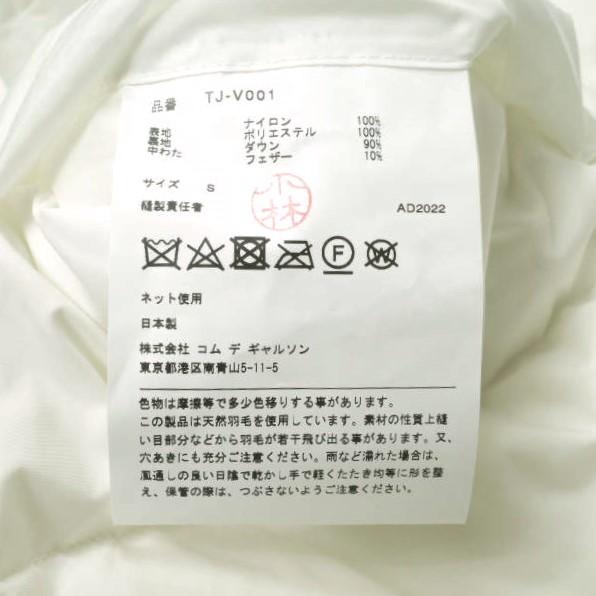 品番 TJ-V001
表地 ナイロン 100%
裏地 ポリエステル 100%
中わた ダウン 90%
フェザー 10%
サイズ S
縫製責任者 小林 AD2022
F W
ネット使用
日本製
株式会社 コム デ ギャルソン
東京都港区南青山5-11-5
色物は摩擦等で多少色移りする事があります。
この製品は天然羽毛を使用しています。素材の性質上縫
い目部分などから羽毛が若干飛び出る事があります。又、
穴あきにも充分ご注意ください。雨など濡れた場合は、
風通しの良い日陰で乾かし手で軽くたたき均等に形を整
え、保管の際は、つぶさないようご注意ください。